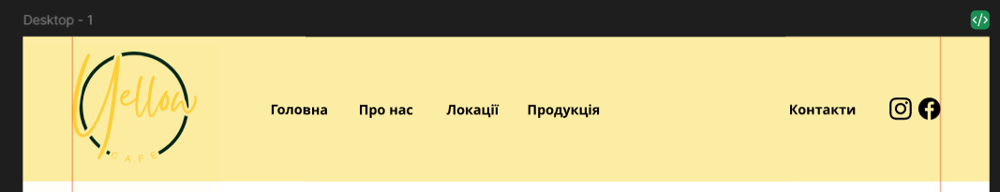 Desktop - 1
</>
Yellow
CAFE
Головна Про нас Локації Продукція Контакти